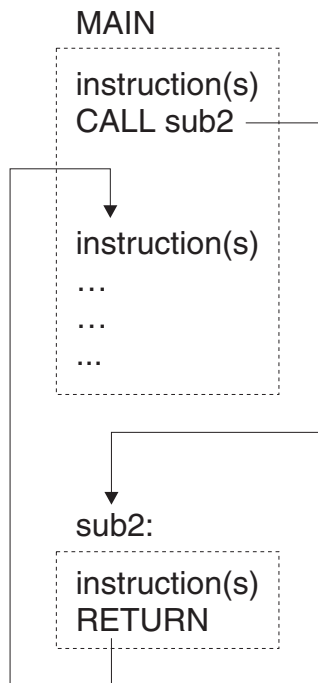 MAIN
instruction(s)
CALL sub2
instruction(s)
…
…
...
sub2:
instruction(s)
RETURN